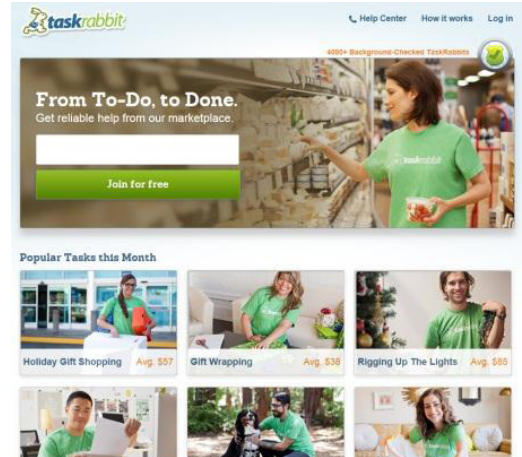 taskrabbit
Help Center How it works Log in
4000+ Background-Checked TaskRabbits
From To-Do, to Done.
Get reliable help from our marketplace.
taskrabbit
Join for free
Popular Tasks this Month
Holiday Gift Shopping Avg. $57
Gift Wrapping Avg. $38
Rigging Up The Lights Avg. $85